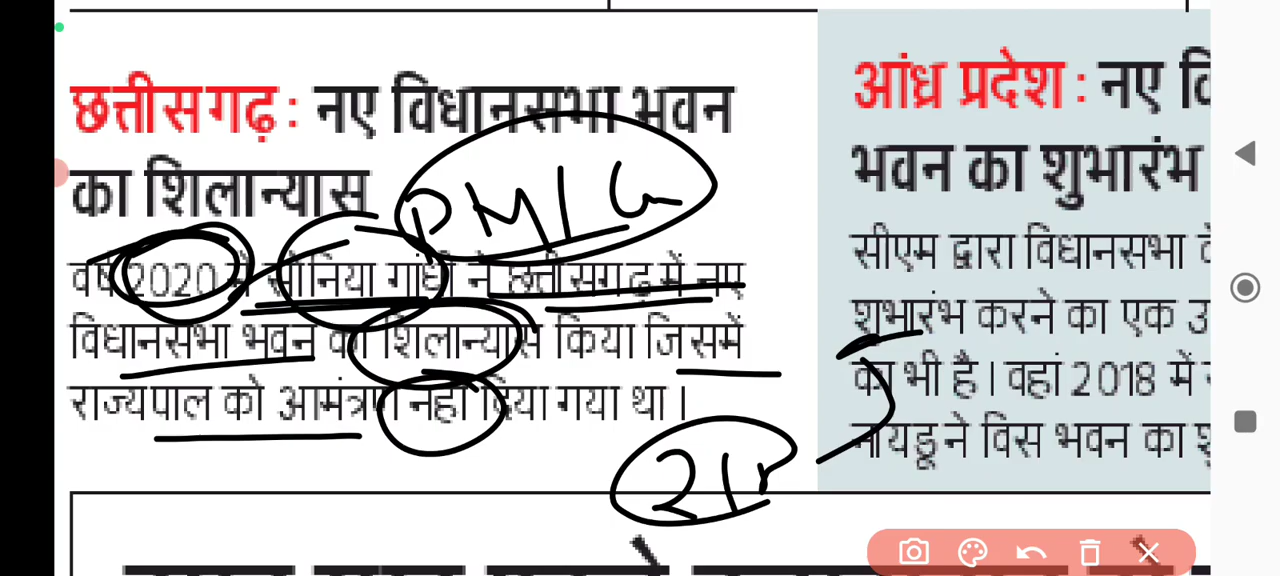 छत्तीसगढ़ : नए विधानसभा भवन
का शिलान्यास
वर्ष 2020 में सोनिया गांधी ने छत्तीसगढ़ में नए
विधानसभा भवन का शिलान्यास किया जिसमें
राज्यपाल को आमंत्रण नहीं दिया गया था।
आंध्र प्रदेश : नए
भवन का शुभारंभ
सीएम द्वारा विधानसभा
शुभारंभ करने का एक
का भी है। वहां 2018 में
नायडू ने विस भवन का